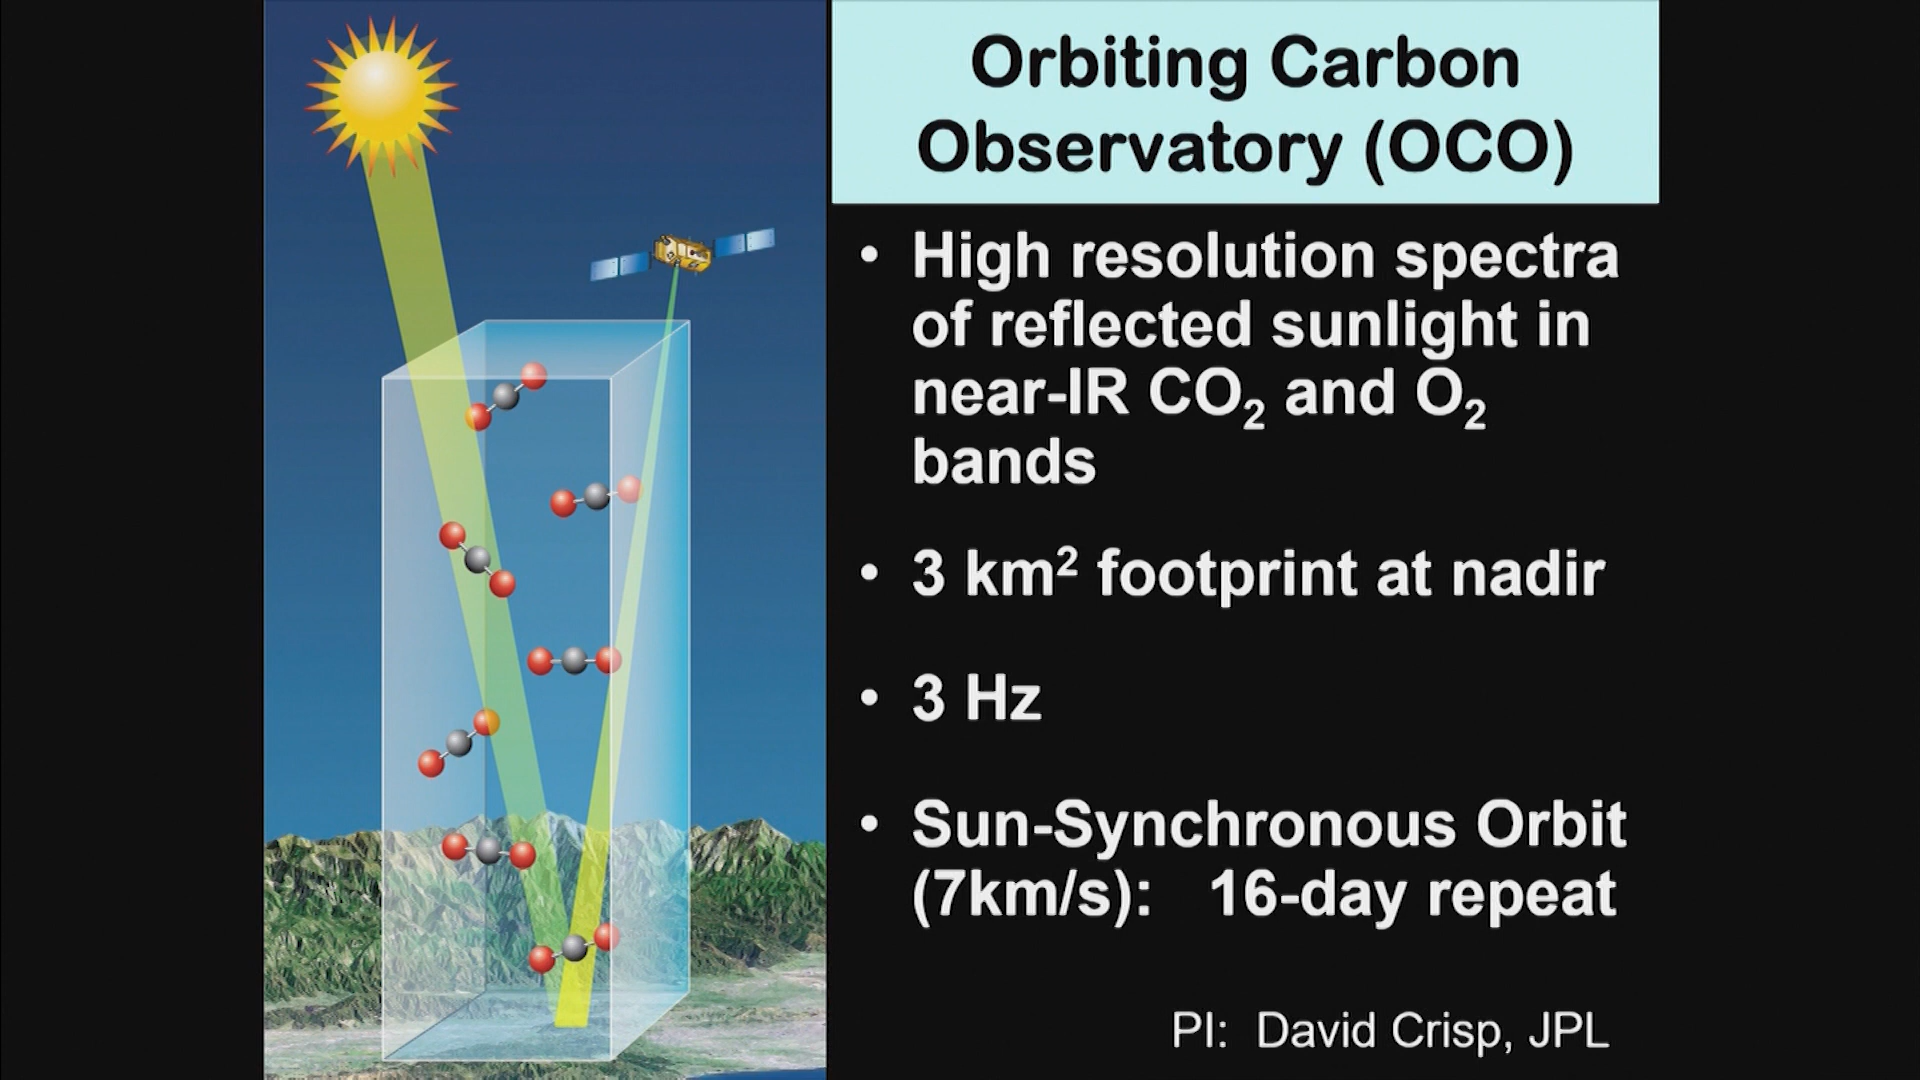 Orbiting Carbon
Observatory (OCO)
• High resolution spectra
of reflected sunlight in
near-IR CO₂ and O₂
bands
• 3 km² footprint at nadir
• 3 Hz
• Sun-Synchronous Orbit
(7km/s): 16-day repeat
PI: David Crisp, JPL